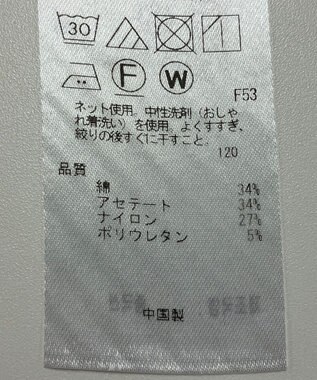 30
F W
F53
ネット使用。中性洗剤（おしゃ
れ着洗い）を使用。よくすすぎ、
絞りの後すぐに干すこと。
120
品質
綿 34%
アセテート 34%
ナイロン 27%
ポリウレタン 5%
中国製